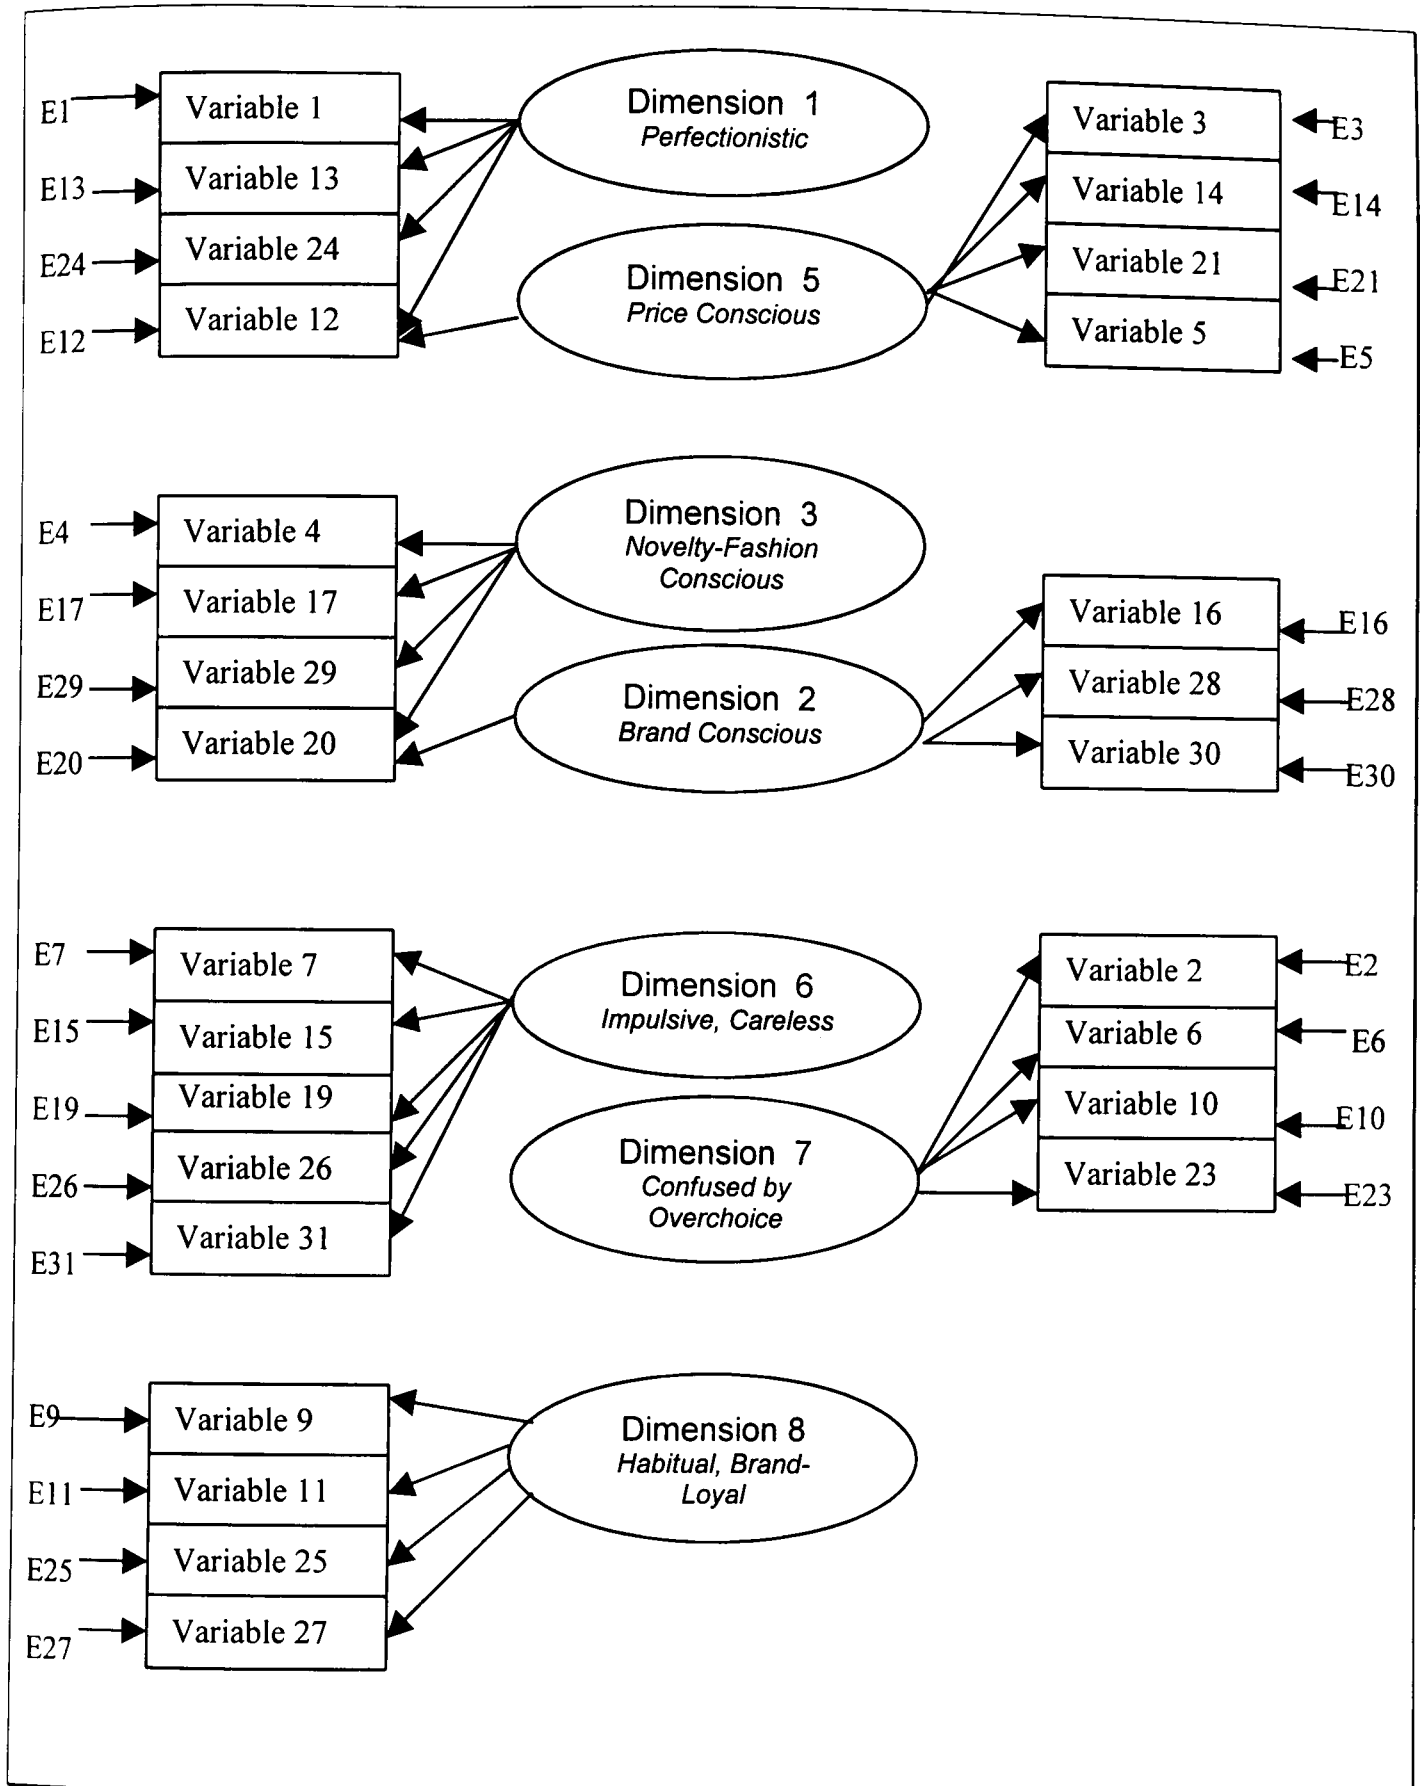 E1
Variable 1
E13
Variable 13
E24
Variable 24
E12
Variable 12
Dimension 1
Perfectionistic
Dimension 5
Price Conscious
Variable 3
E3
Variable 14
E14
Variable 21
E21
Variable 5
E5
E4
Variable 4
E17
Variable 17
E29
Variable 29
E20
Variable 20
Dimension 3
Novelty-Fashion
Conscious
Dimension 2
Brand Conscious
Variable 16
E16
Variable 28
E28
Variable 30
E30
E7
Variable 7
E15
Variable 15
E19
Variable 19
E26
Variable 26
E31
Variable 31
Dimension 6
Impulsive, Careless
Dimension 7
Confused by
Overchoice
Variable 2
E2
Variable 6
E6
Variable 10
E10
Variable 23
E23
E9
Variable 9
E11
Variable 11
E25
Variable 25
E27
Variable 27
Dimension 8
Habitual, Brand-
Loyal